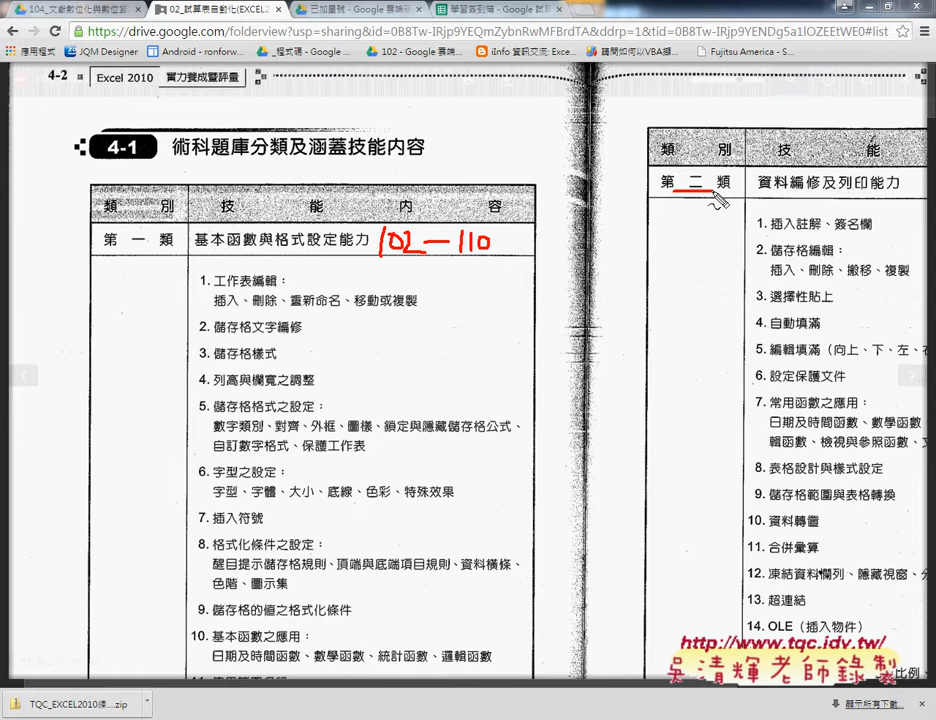 104_文獻數位化與數位資
02_試算表自動化(EXCEL2
已加星號 - Google 雲端硬
學習簽到簿 - Google 試算
https://drive.google.com/folderview?usp=sharing&id=0B8Tw-IRjp9YEQmZybnRwMFBrdTA&ddrp=1&tid=0B8Tw-IRjp9YENDg5a1lOZEEtWE0#list
應用程式
JQM Designer
Android - ronforw...
_程式碼 - Google ...
102 - Google 雲端...
iInfo 資訊交流: Exce...
請問如何以VBA擷...
Fujitsu America - S...
4-2
Excel 2010
實力養成暨評量
4-1 術科題庫分類及涵蓋技能內容
類 別 技 能 內 容
第 一 類 基本函數與格式設定能力 102—110
1. 工作表編輯:
插入、刪除、重新命名、移動或複製
2. 儲存格文字編修
3. 儲存格樣式
4. 列高與欄寬之調整
5. 儲存格格式之設定:
數字類別、對齊、外框、圖樣、鎖定與隱藏儲存格公式、
自訂數字格式、保護工作表
6. 字型之設定:
字型、字體、大小、底線、色彩、特殊效果
7. 插入符號
8. 格式化條件之設定:
醒目提示儲存格規則、頂端與底端項目規則、資料橫條、
色階、圖示集
9. 儲存格的值之格式化條件
10. 基本函數之應用:
日期及時間函數、數學函數、統計函數、邏輯函數
類 別 技 能
第 二 類 資料編修及列印能力
1. 插入註解、簽名欄
2. 儲存格編輯:
插入、刪除、搬移、複製
3. 選擇性貼上
4. 自動填滿
5. 編輯填滿(向上、下、左、右
6. 設定保護文件
7. 常用函數之應用:
日期及時間函數、數學函數
輯函數、檢視與參照函數、文
8. 表格設計與樣式設定
9. 儲存格範圍與表格轉換
10. 資料轉置
11. 合併彙算
12. 凍結資料欄列、隱藏視窗、分
13. 超連結
14. OLE(插入物件)
http://www.tqc.idv.tw/
吳清輝老師錄製
比例
TQC_EXCEL2010練....zip
顯示所有下載...